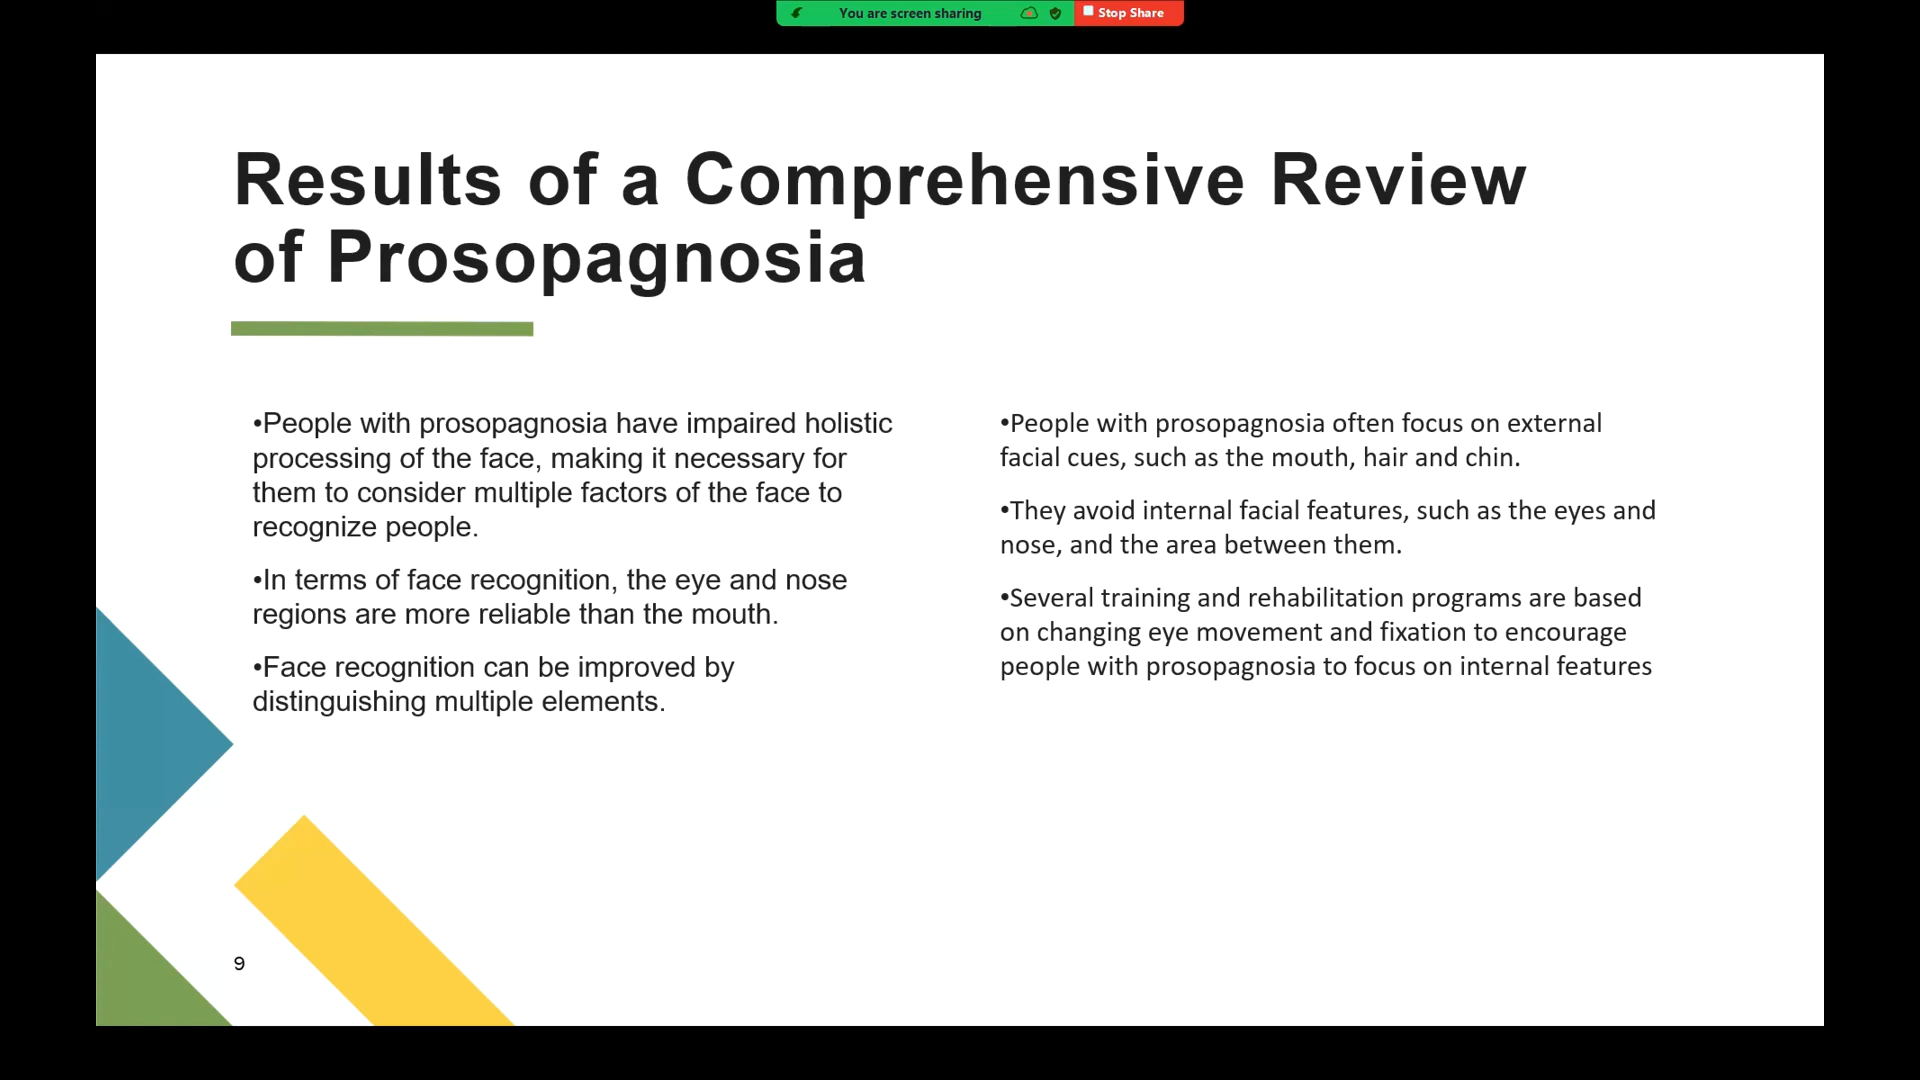 You are screen sharing
Stop Share
Results of a Comprehensive Review
of Prosopagnosia
•People with prosopagnosia have impaired holistic
processing of the face, making it necessary for
them to consider multiple factors of the face to
recognize people.
•In terms of face recognition, the eye and nose
regions are more reliable than the mouth.
•Face recognition can be improved by
distinguishing multiple elements.
•People with prosopagnosia often focus on external
facial cues, such as the mouth, hair and chin.
•They avoid internal facial features, such as the eyes and
nose, and the area between them.
•Several training and rehabilitation programs are based
on changing eye movement and fixation to encourage
people with prosopagnosia to focus on internal features
9